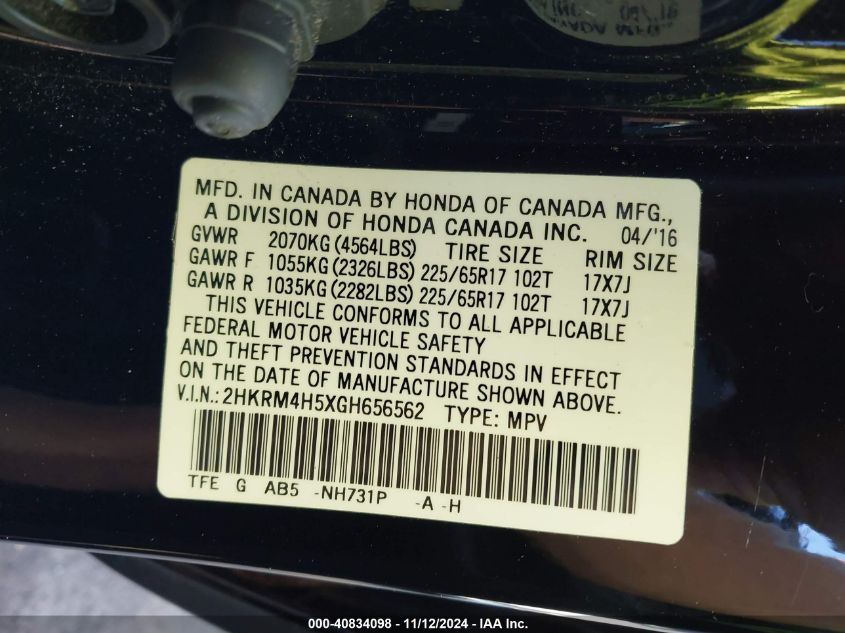 CANADA
MFD. IN CANADA BY HONDA OF CANADA MFG.,
A DIVISION OF HONDA CANADA INC. 04/'16
GVWR 2070KG (4564LBS) TIRE SIZE RIM SIZE
GAWR F 1055KG (2326LBS) 225/65R17 102T 17X7J
GAWR R 1035KG (2282LBS) 225/65R17 102T 17X7J
THIS VEHICLE CONFORMS TO ALL APPLICABLE
FEDERAL MOTOR VEHICLE SAFETY
AND THEFT PREVENTION STANDARDS IN EFFECT
ON THE DATE OF MANUFACTURE SHOWN ABOVE.
V.I.N.: 2HKRM4H5XGH656562 TYPE: MPV
TFE G AB5 -NH731P -A -H
000-40834098 - 11/12/2024 - IAA Inc.